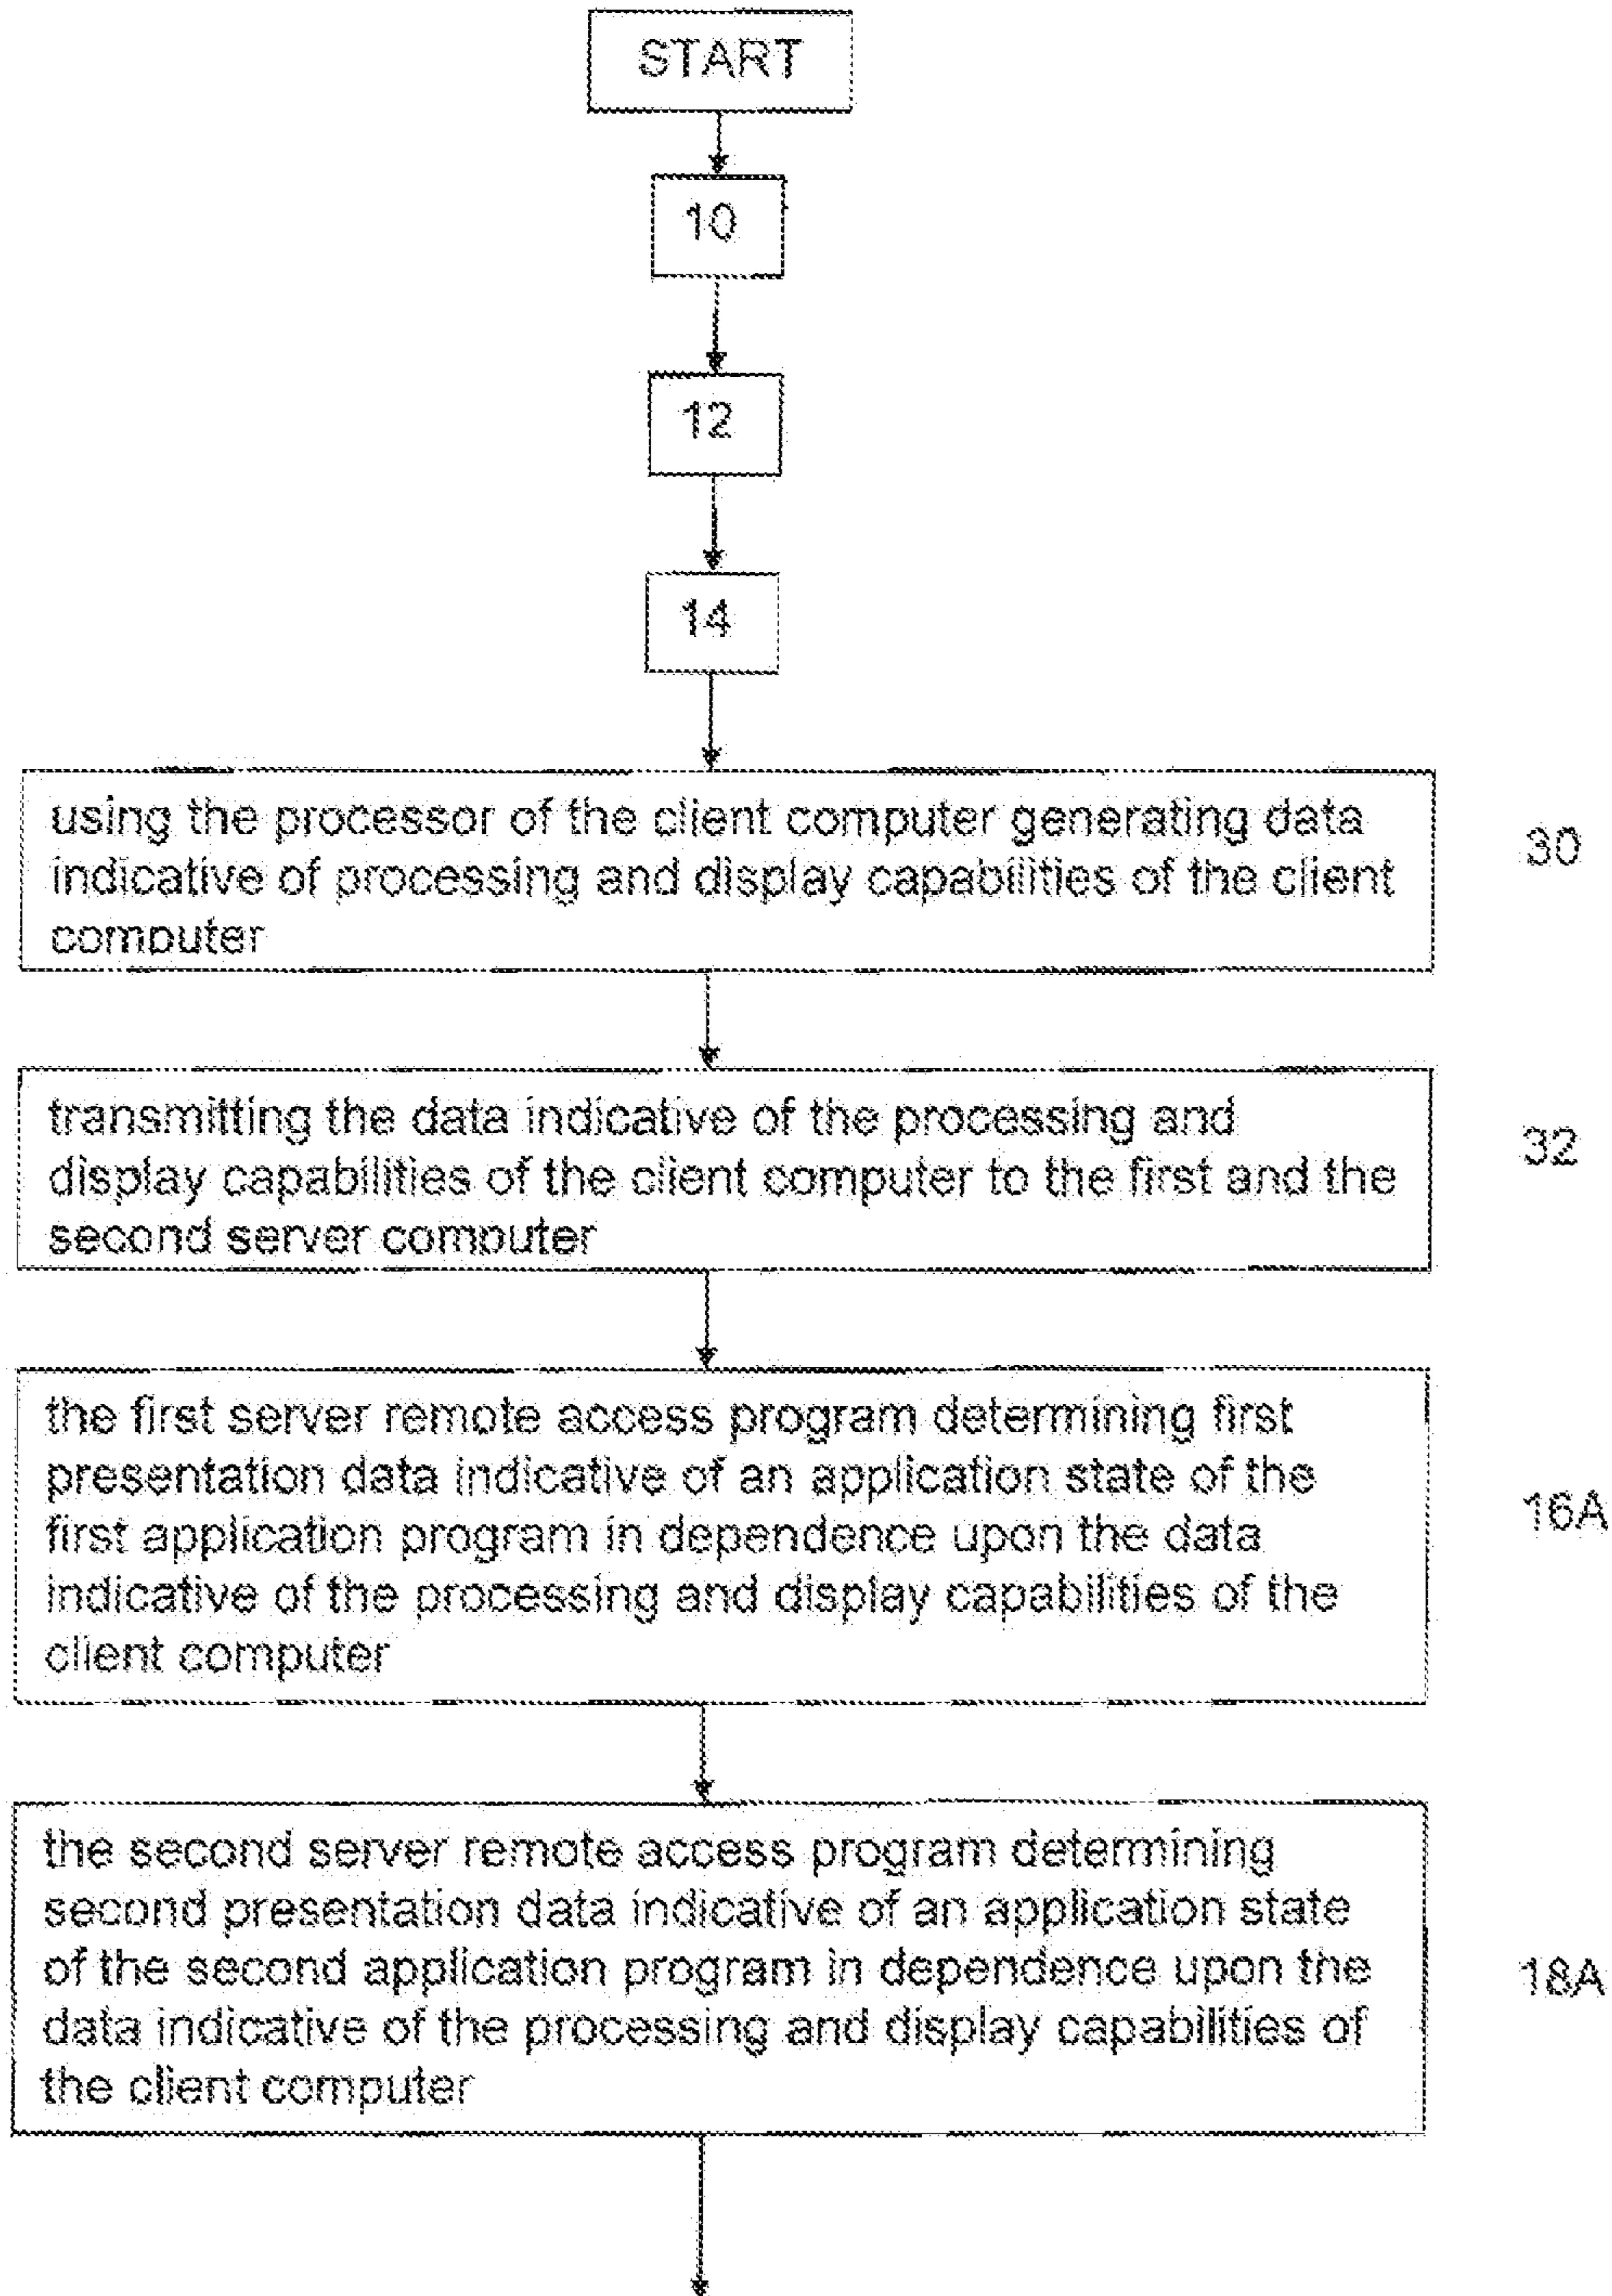 START
10
12
14
using the processor of the client computer generating data
indicative of processing and display capabilities of the client
computer
30
transmitting the data indicative of the processing and
display capabilities of the client computer to the first and the
second server computer
32
the first server remote access program determining first
presentation data indicative of an application state of the
first application program in dependence upon the data
indicative of the processing and display capabilities of the
client computer
16A
the second server remote access program determining
second presentation data indicative of an application state
of the second application program in dependence upon the
data indicative of the processing and display capabilities of
the client computer
18A